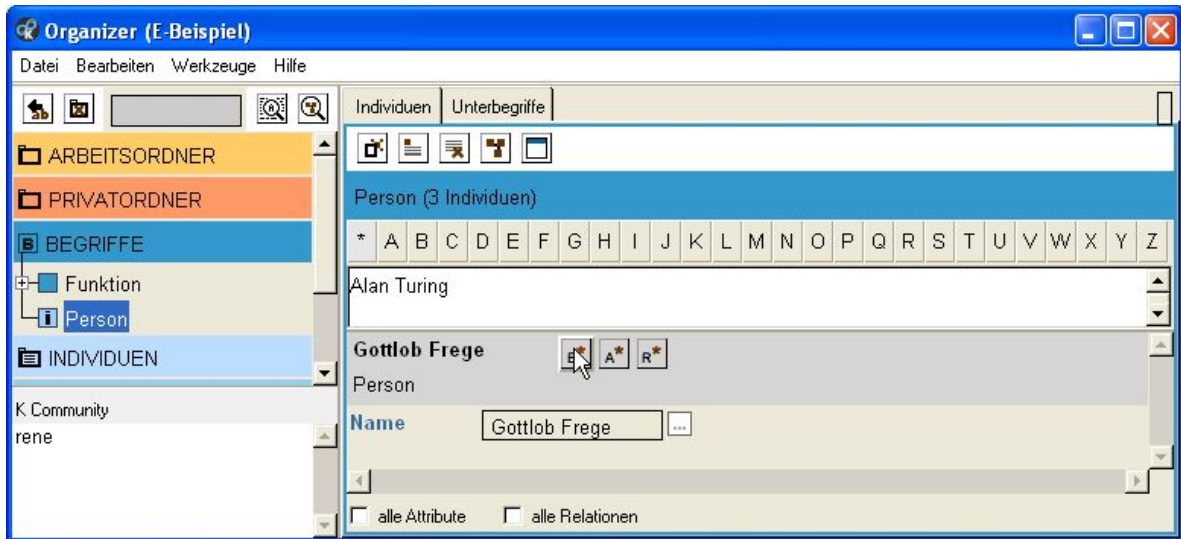 Organizer (E-Beispiel)
Datei Bearbeiten Werkzeuge Hilfe
ARBEITSORDNER
PRIVATORDNER
B BEGRIFFE
Funktion
i Person
INDIVIDUEN
K Community
rene
Individuen Unterbegriffe
Person (3 Individuen)
* A B C D E F G H I J K L M N O P Q R S T U V W X Y Z
Alan Turing
Gottlob Frege E* A* R*
Person
Name Gottlob Frege ...
alle Attribute alle Relationen